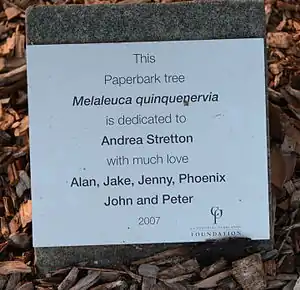 This
Paperbark tree
Melaleuca quinquenervia
is dedicated to
Andrea Stretton
with much love
Alan, Jake, Jenny, Phoenix
John and Peter
2007
FOUNDATION